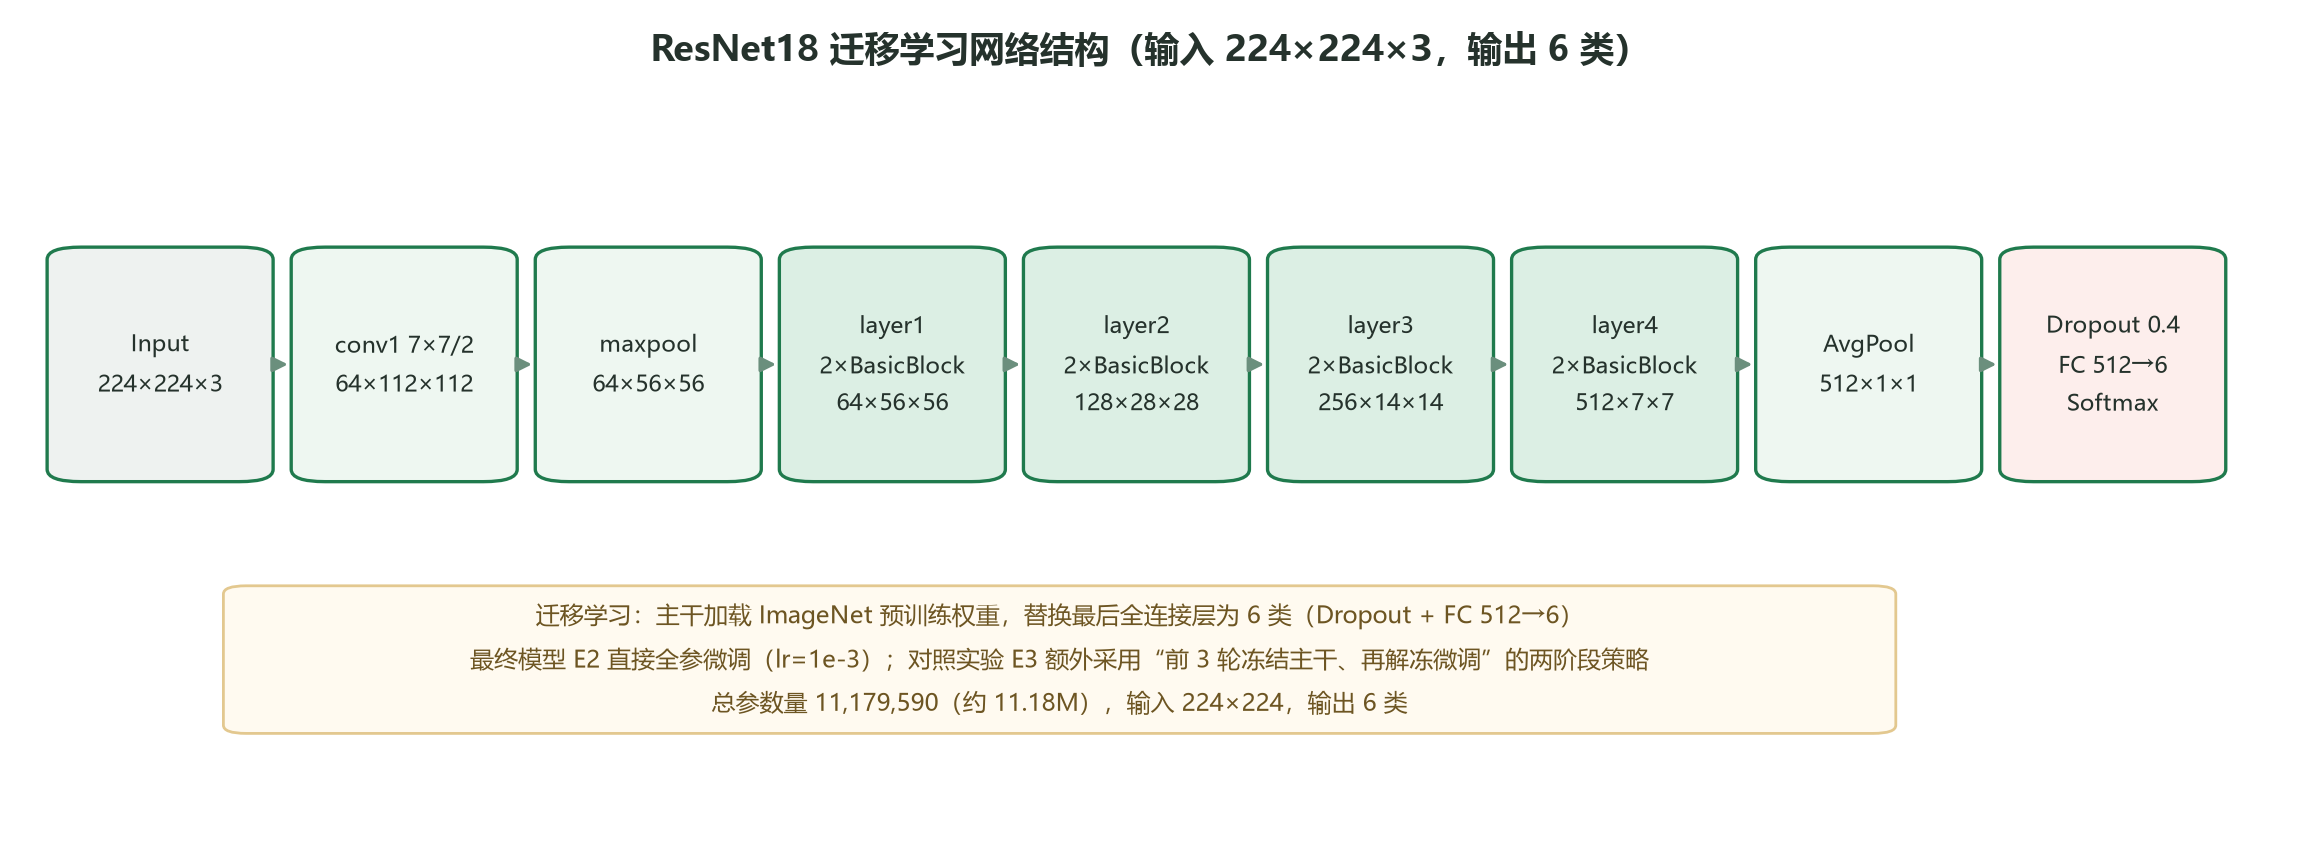 ResNet18 迁移学习网络结构（输入 224×224×3，输出 6 类）
Input
224×224×3
conv1 7×7/2
64×112×112
maxpool
64×56×56
layer1
2×BasicBlock
64×56×56
layer2
2×BasicBlock
128×28×28
layer3
2×BasicBlock
256×14×14
layer4
2×BasicBlock
512×7×7
AvgPool
512×1×1
Dropout 0.4
FC 512→6
Softmax
迁移学习：主干加载 ImageNet 预训练权重，替换最后全连接层为 6 类（Dropout + FC 512→6）
最终模型 E2 直接全参微调（lr=1e-3）；对照实验 E3 额外采用“前 3 轮冻结主干、再解冻微调”的两阶段策略
总参数量 11,179,590（约 11.18M），输入 224×224，输出 6 类